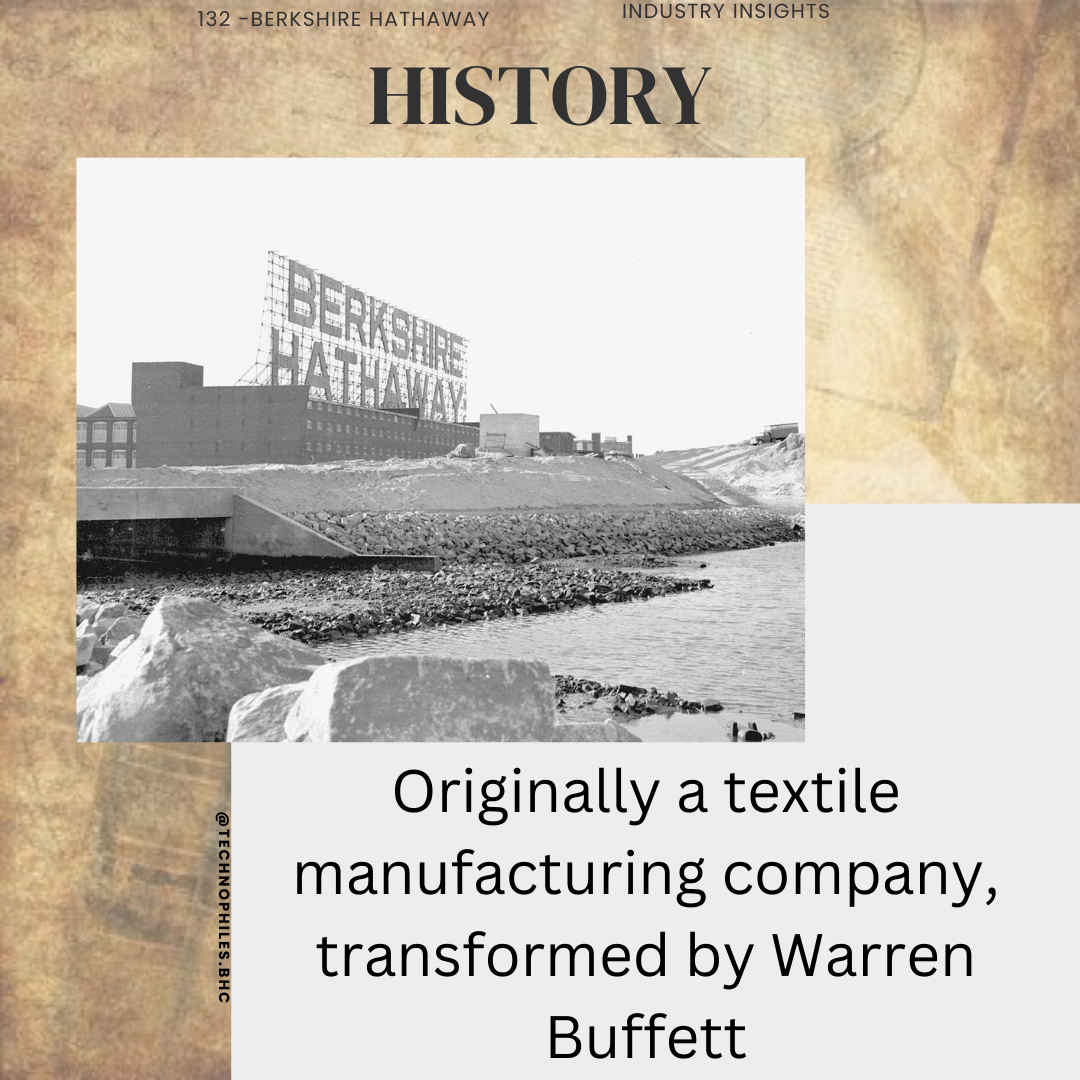 132 -BERKSHIRE HATHAWAY
INDUSTRY INSIGHTS
HISTORY
BERKSHIRE
HATHAWAY
Originally a textile
manufacturing company,
transformed by Warren
Buffett
@TECHNOPHILES.BHC